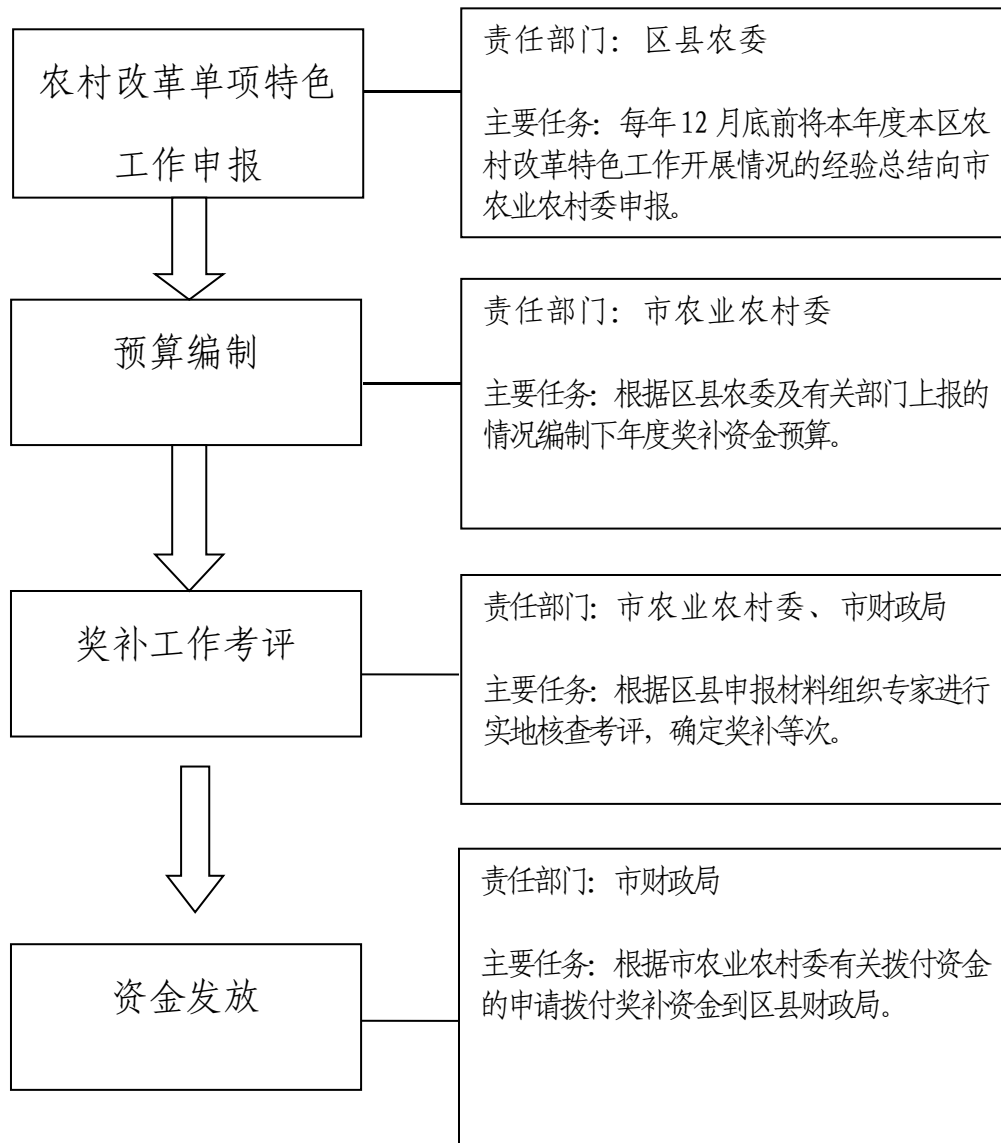 农村改革单项特色
工作申报
责任部门：区县农委
主要任务：每年12月底前将本年度本区农
村改革特色工作开展情况的经验总结向市
农业农村委申报。
预算编制
责任部门：市农业农村委
主要任务：根据区县农委及有关部门上报的
情况编制下年度奖补资金预算。
奖补工作考评
责任部门：市农业农村委、市财政局
主要任务：根据区县申报材料组织专家进行
实地核查考评，确定奖补等次。
资金发放
责任部门：市财政局
主要任务：根据市农业农村委有关拨付资金
的申请拨付奖补资金到区县财政局。